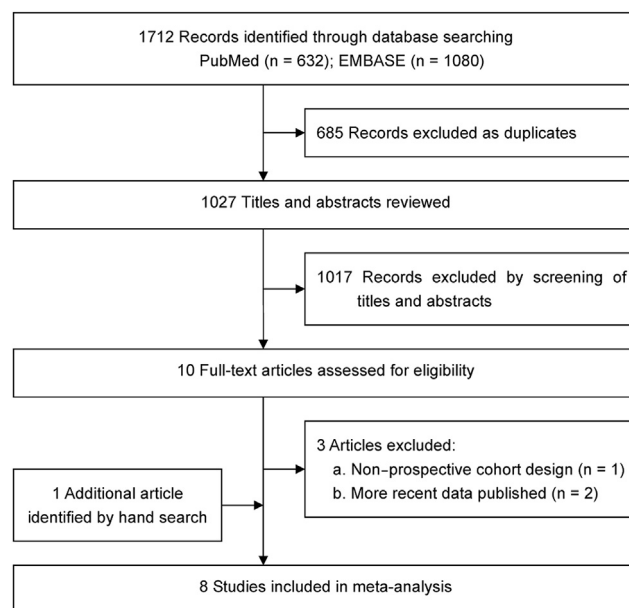 1712 Records identified through database searching
PubMed (n = 632); EMBASE (n = 1080)
685 Records excluded as duplicates
1027 Titles and abstracts reviewed
1017 Records excluded by screening of
titles and abstracts
10 Full-text articles assessed for eligibility
3 Articles excluded:
a. Non-prospective cohort design (n = 1)
b. More recent data published (n = 2)
1 Additional article
identified by hand search
8 Studies included in meta-analysis